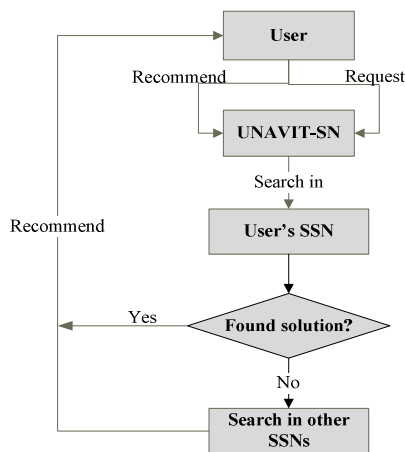 User
Recommend
Request
UNAVIT-SN
Search in
User's SSN
Recommend
Yes
Found solution?
No
Search in other
SSNs